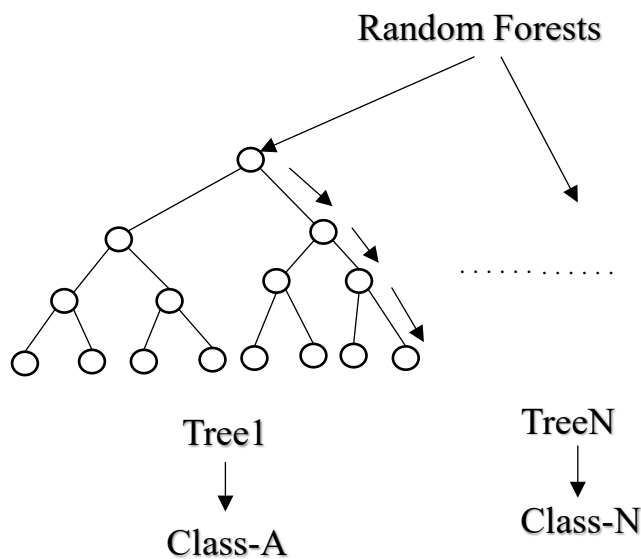 Random Forests
............ ............
Tree1
TreeN
Class-A
Class-N